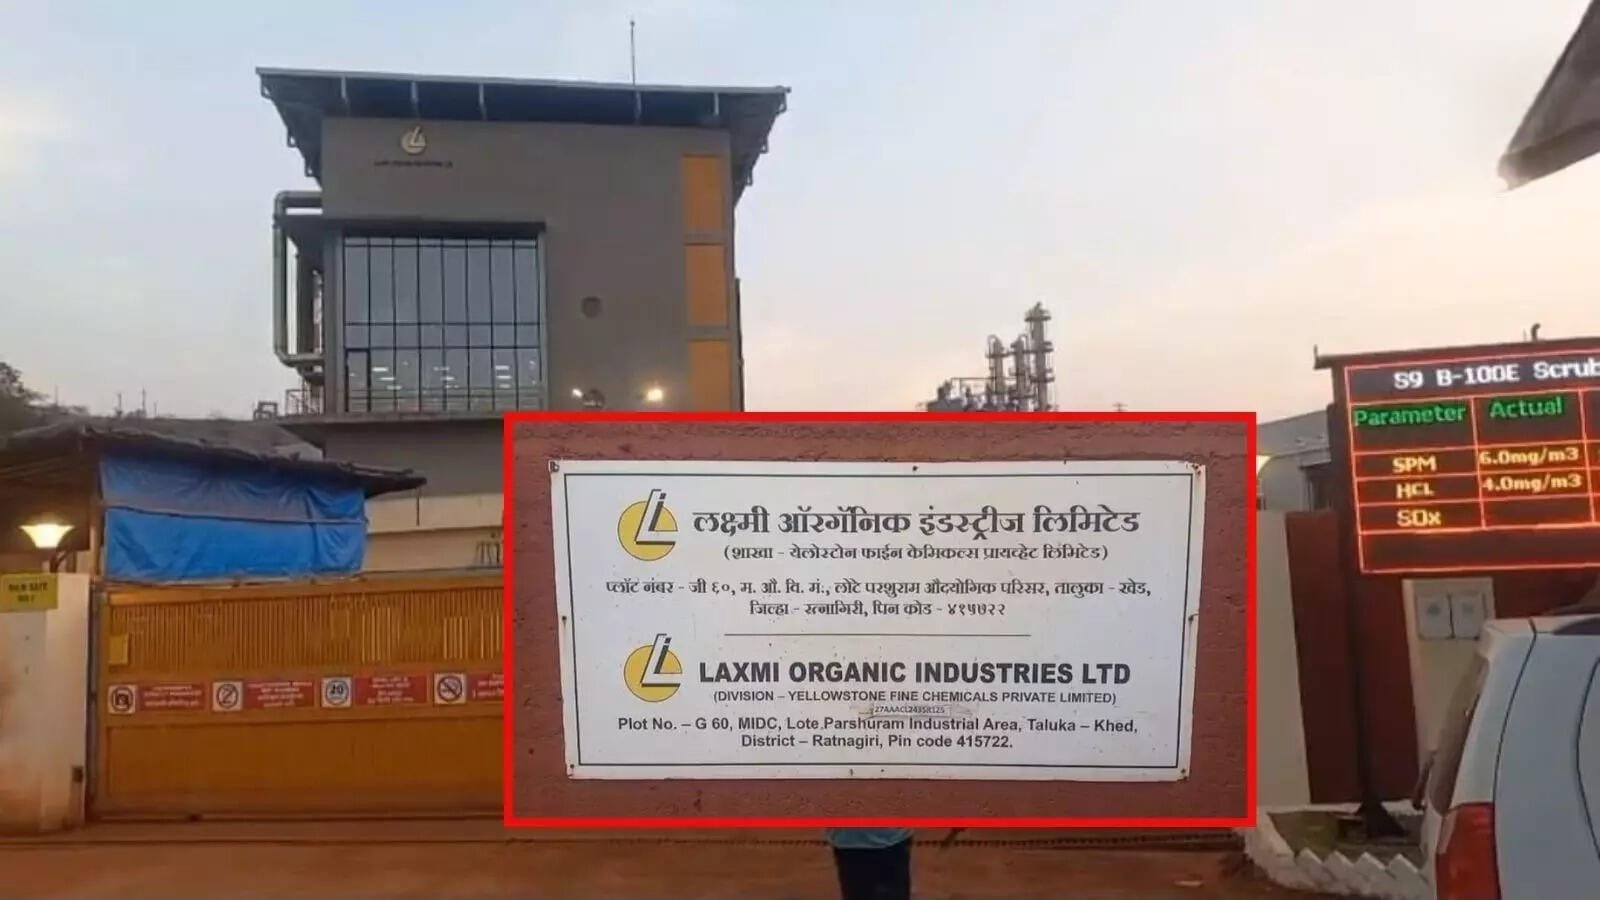 S9 B-100E Scrub
Parameter Actual
SPM 6.0mg/m3
HCL 4.0mg/m3
SOx
लक्ष्मी ऑरगॅनिक इंडस्ट्रीज लिमिटेड
(शाखा - येलोस्टोन फाईन केमिकल्स प्रायव्हेट लिमिटेड)
प्लॉट नंबर - जी ६०, म. औ. वि. मं., लोटे परशुराम औदयोगिक परिसर, तालुका - खेड,
जिल्हा - रत्नागिरी, पिन कोड - ४१५७२२
LAXMI ORGANIC INDUSTRIES LTD
(DIVISION – YELLOWSTONE FINE CHEMICALS PRIVATE LIMITED)
Plot No. – G 60, MIDC, Lote Parshuram Industrial Area, Taluka – Khed,
District – Ratnagiri, Pin code 415722.
20